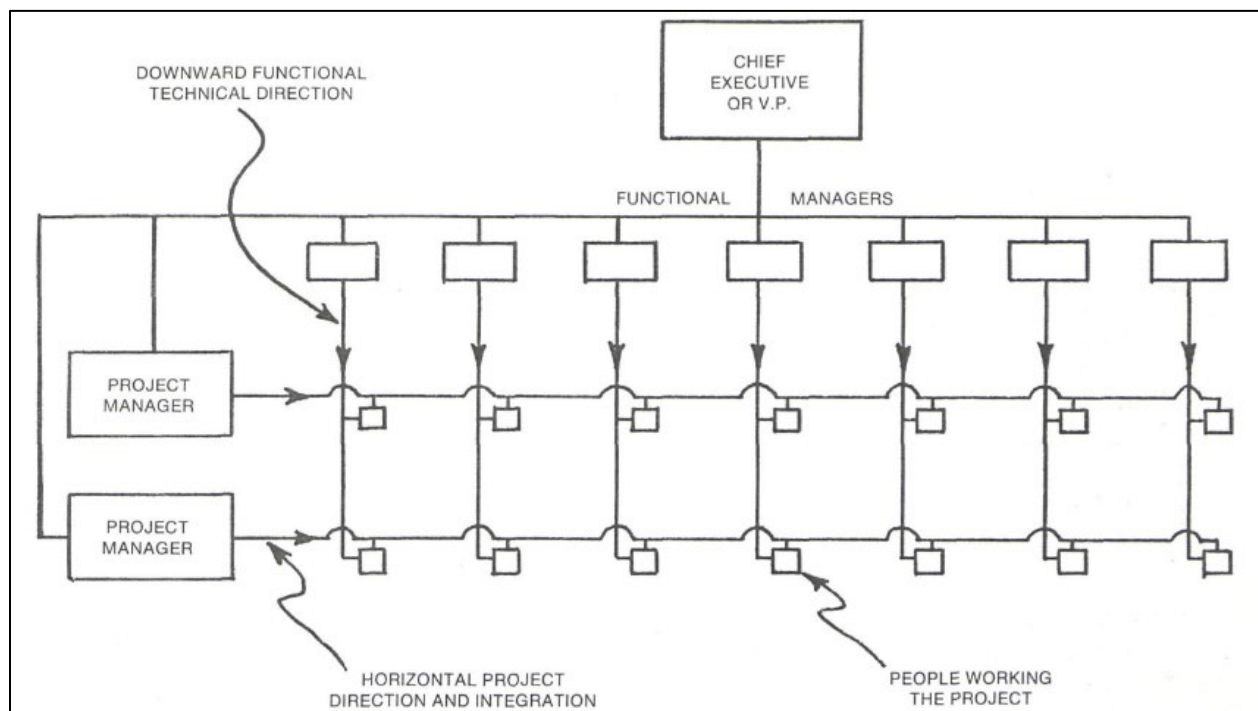 DOWNWARD FUNCTIONAL
TECHNICAL DIRECTION
CHIEF
EXECUTIVE
OR V.P.
FUNCTIONAL MANAGERS
PROJECT
MANAGER
PROJECT
MANAGER
HORIZONTAL PROJECT
DIRECTION AND INTEGRATION
PEOPLE WORKING
THE PROJECT